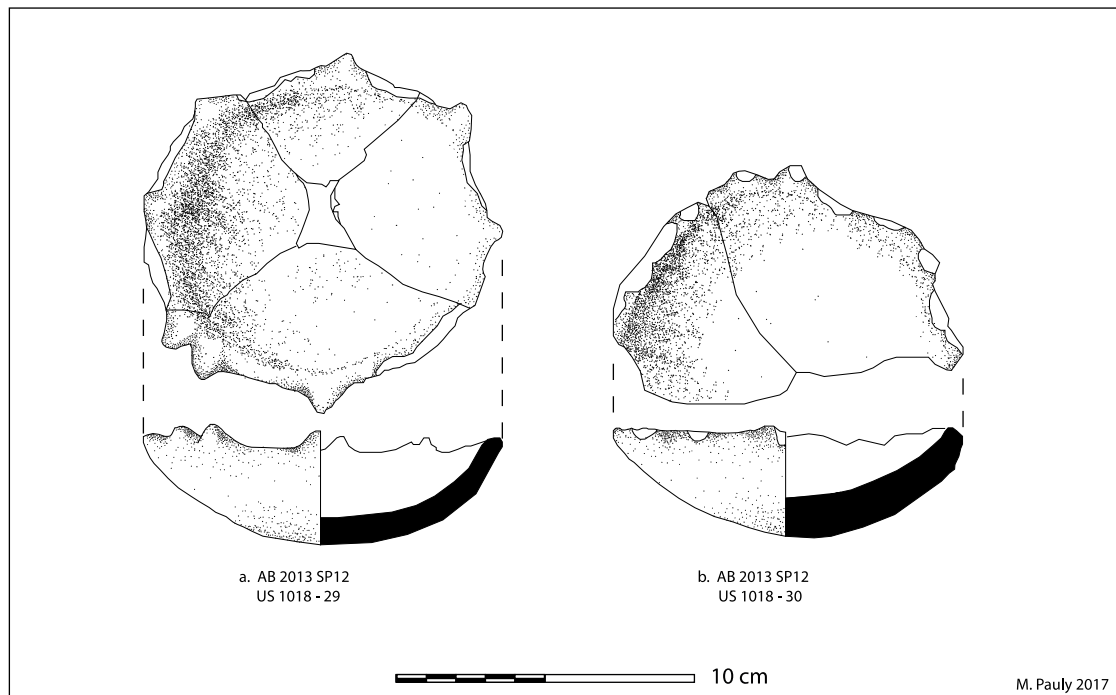 a. AB 2013 SP12
US 1018 - 29
b. AB 2013 SP12
US 1018 - 30
10 cm
M. Pauly 2017